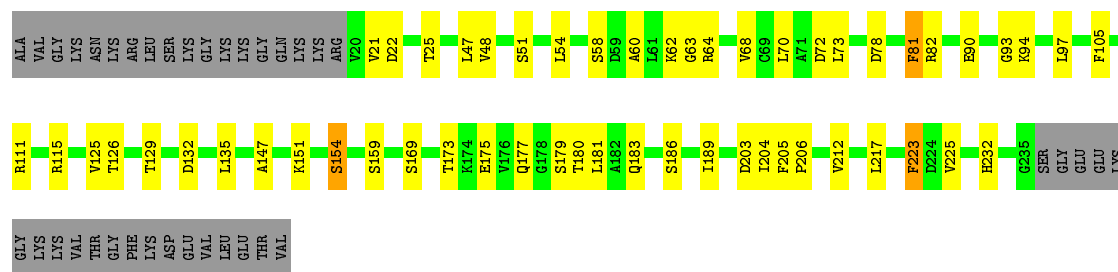 ALA VAL GLY LYS ASN LYS ARG LEU SER LYS GLY LYS LYS GLY GLN LYS LYS ARG V20 V21 D22 T25 L47 V48 S51 L54 S58 D59 A60 L61 K62 G63 R64 V68 C69 L70 A71 D72 L73 D78 F81 R82 E90 G93 K94 L97 F105
R111 R115 V125 T126 T129 D132 L135 A147 K151 S154 S159 S169 T173 K174 E175 V176 Q177 G178 S179 T180 L181 A182 Q183 S186 I189 D203 I204 F205 P206 V212 L217 F223 D224 V225 H232 G235 SER GLY GLU GLU LYS
GLY LYS LYS VAL THR GLY PHE LYS ASP GLU VAL LEU GLU THR VAL